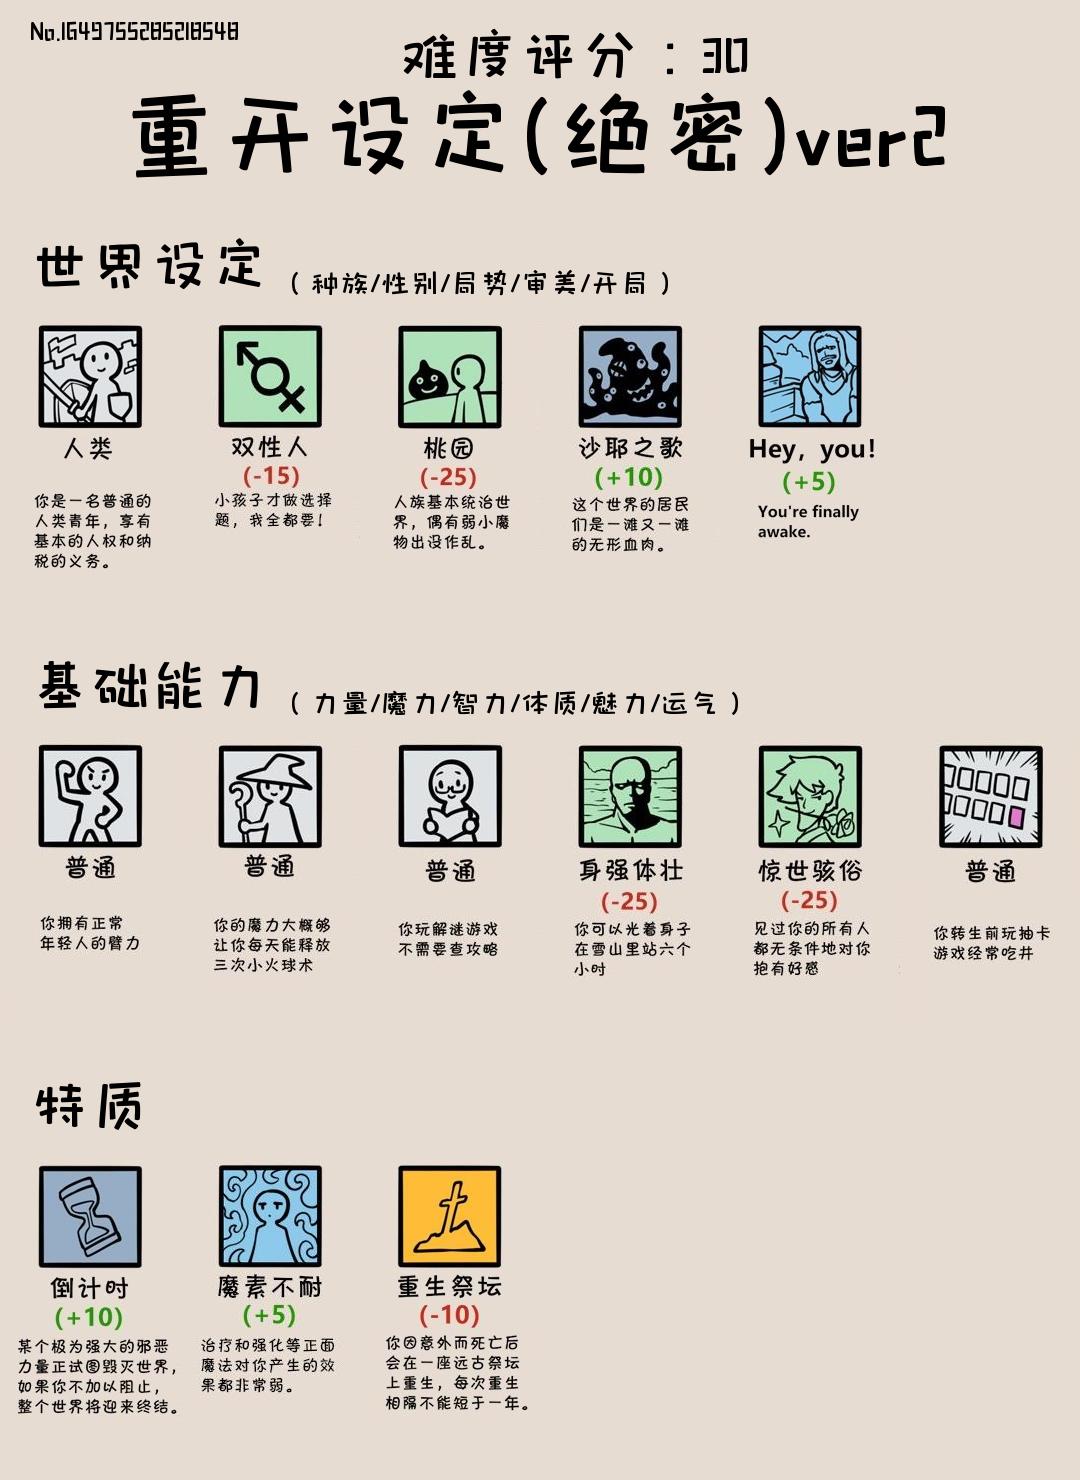 No.1649755285218548
难度评分：30
重开设定(绝密)ver2
世界设定 (种族/性别/局势/审美/开局)
人类
你是一名普通的
人类青年，享有
基本的人权和纳
税的义务。
双性人
(-15)
小孩子才做选择
题，我全都要！
桃园
(-25)
人族基本统治世
界，偶有弱小魔
物出没作乱。
沙耶之歌
(+10)
这个世界的居民
们是一滩又一滩
的无形血肉。
Hey, you!
(+5)
You're finally
awake.
基础能力 (力量/魔力/智力/体质/魅力/运气)
普通
你拥有正常
年轻人的臂力
普通
你的魔力大概够
让你每天能释放
三次小火球术
普通
你玩解谜游戏
不需要查攻略
身强体壮
(-25)
你可以光着身子
在雪山里站六个
小时
惊世骇俗
(-25)
见过你的所有人
都无条件地对你
抱有好感
普通
你转生前玩抽卡
游戏经常吃井
特质
倒计时
(+10)
某个极为强大的邪恶
力量正试图毁灭世界，
如果你不加以阻止，
整个世界将迎来终结。
魔素不耐
(+5)
治疗和强化等正面
魔法对你产生的效
果都非常弱。
重生祭坛
(-10)
你因意外而死亡后
会在一座远古祭坛
上重生，每次重生
相隔不能短于一年。